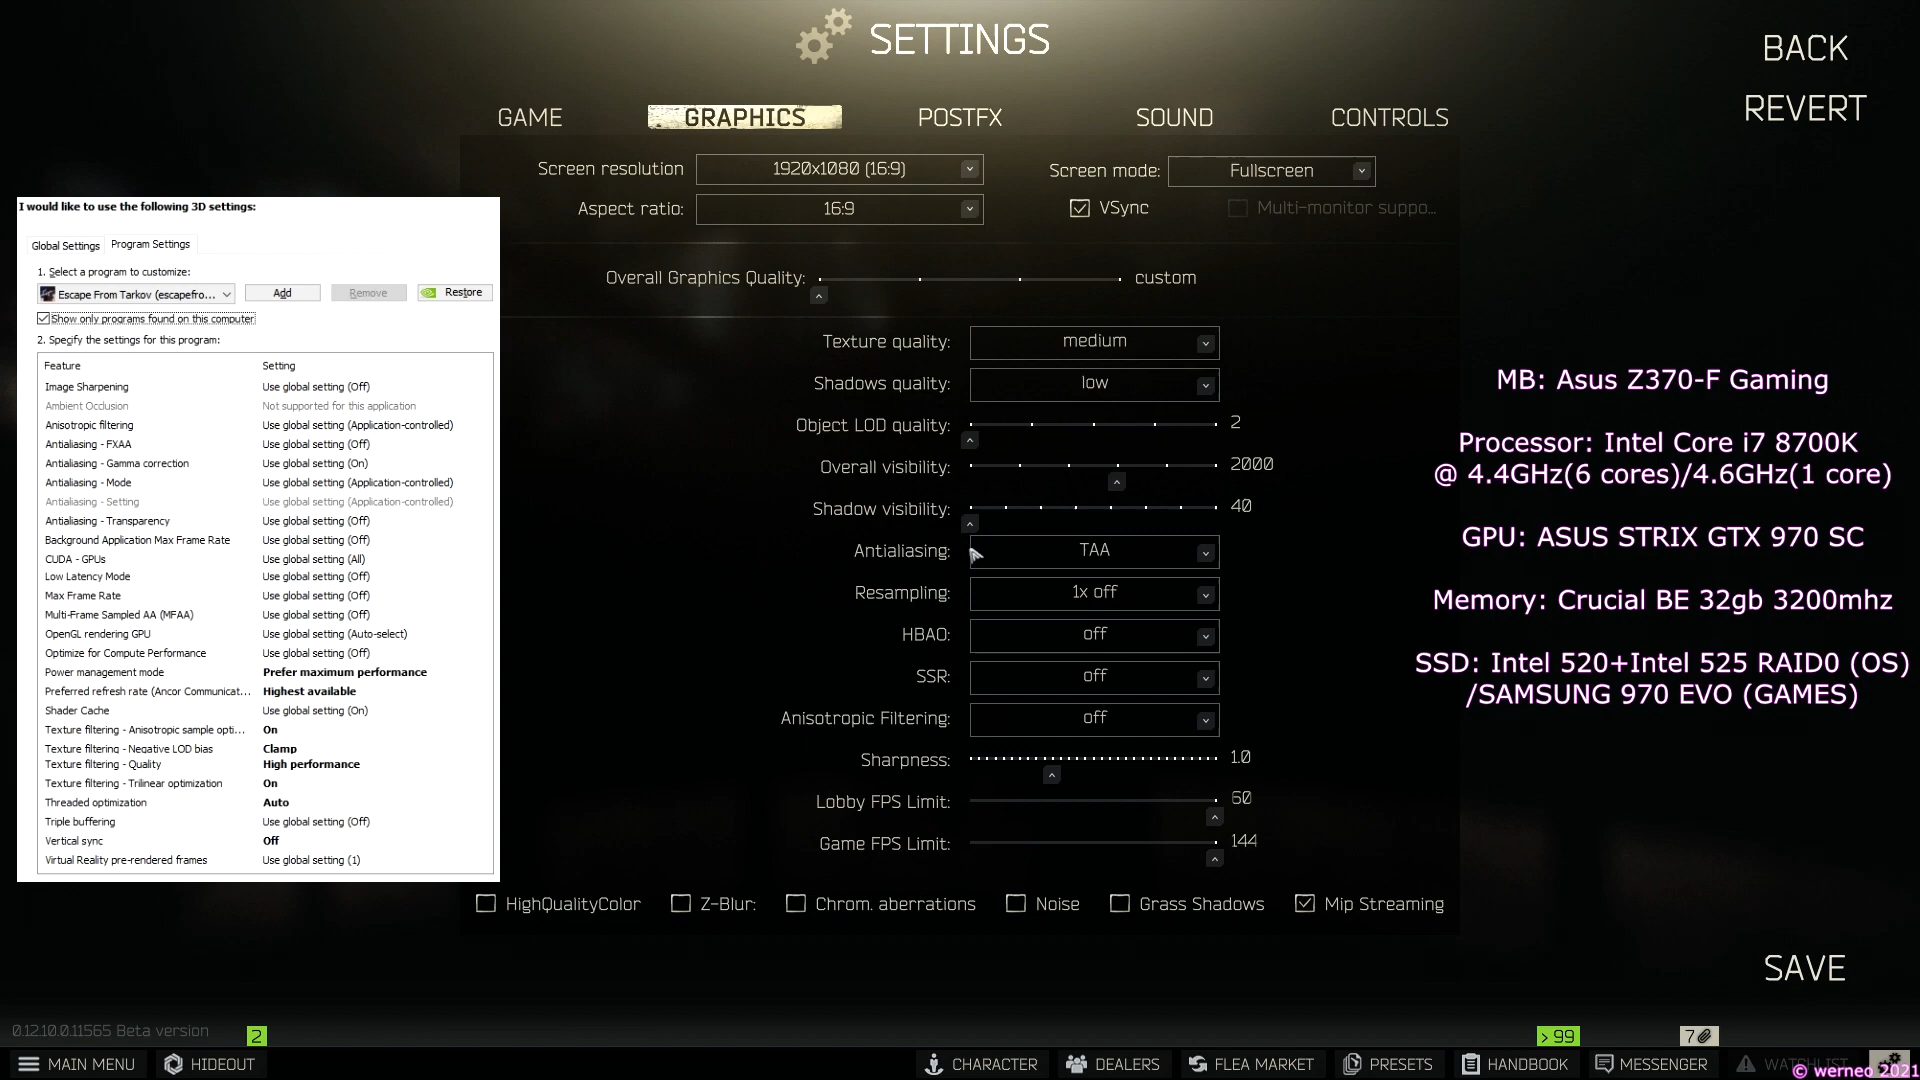 SETTINGS
BACK
REVERT
GAME
GRAPHICS
POSTFX
SOUND
CONTROLS
Screen resolution
1920x1080 (16:9)
Screen mode:
Fullscreen
Aspect ratio:
16:9
VSync
Multi-monitor suppo...
Overall Graphics Quality:
custom
Texture quality:
medium
Shadows quality:
low
Object LOD quality:
2
Overall visibility:
2000
Shadow visibility:
40
Antialiasing:
TAA
Resampling:
1x off
HBAO:
off
SSR:
off
Anisotropic Filtering:
off
Sharpness:
1.0
Lobby FPS Limit:
60
Game FPS Limit:
144
HighQualityColor
Z-Blur:
Chrom. aberrations
Noise
Grass Shadows
Mip Streaming
I would like to use the following 3D settings:
Global Settings
Program Settings
1. Select a program to customize:
Escape From Tarkov (escapefro...
Add
Remove
Restore
Show only programs found on this computer
2. Specify the settings for this program:
Feature Setting
Image Sharpening Use global setting (Off)
Ambient Occlusion Not supported for this application
Anisotropic filtering Use global setting (Application-controlled)
Antialiasing - FXAA Use global setting (Off)
Antialiasing - Gamma correction Use global setting (On)
Antialiasing - Mode Use global setting (Application-controlled)
Antialiasing - Setting Use global setting (Application-controlled)
Antialiasing - Transparency Use global setting (Off)
Background Application Max Frame Rate Use global setting (Off)
CUDA - GPUs Use global setting (All)
Low Latency Mode Use global setting (Off)
Max Frame Rate Use global setting (Off)
Multi-Frame Sampled AA (MFAA) Use global setting (Off)
OpenGL rendering GPU Use global setting (Auto-select)
Optimize for Compute Performance Use global setting (Off)
Power management mode Prefer maximum performance
Preferred refresh rate (Ancor Communicat... Highest available
Shader Cache Use global setting (On)
Texture filtering - Anisotropic sample opti... On
Texture filtering - Negative LOD bias Clamp
Texture filtering - Quality High performance
Texture filtering - Trilinear optimization On
Threaded optimization Auto
Triple buffering Use global setting (Off)
Vertical sync Off
Virtual Reality pre-rendered frames Use global setting (1)
MB: Asus Z370-F Gaming
Processor: Intel Core i7 8700K
@ 4.4GHz(6 cores)/4.6GHz(1 core)
GPU: ASUS STRIX GTX 970 SC
Memory: Crucial BE 32gb 3200mhz
SSD: Intel 520+Intel 525 RAID0 (OS)
/SAMSUNG 970 EVO (GAMES)
SAVE
0.12.10.0.11565 Beta version
2
> 99
7
MAIN MENU
HIDEOUT
CHARACTER
DEALERS
FLEA MARKET
PRESETS
HANDBOOK
MESSENGER
WATCHLIST
© werneo 2021